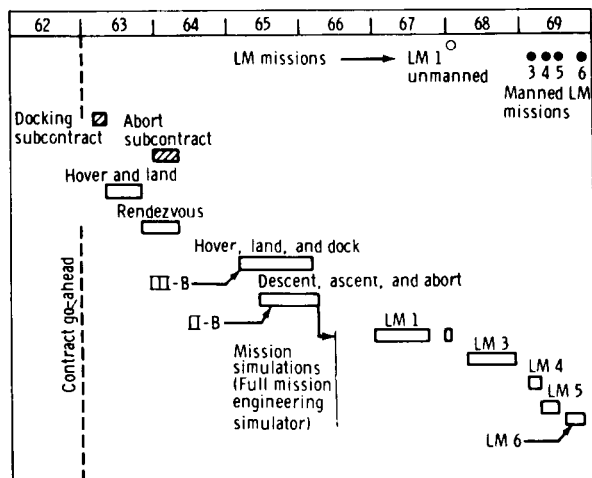 62 63 64 65 66 67 68 69
LM missions
LM 1
unmanned
3 4 5 6
Manned LM
missions
Docking
subcontract
Abort
subcontract
Hover and land
Rendezvous
Hover, land, and dock
III-B
Descent, ascent, and abort
II-B
Contract go-ahead
Mission
simulations
(Full mission
engineering
simulator)
LM 1
LM 3
LM 4
LM 5
LM 6